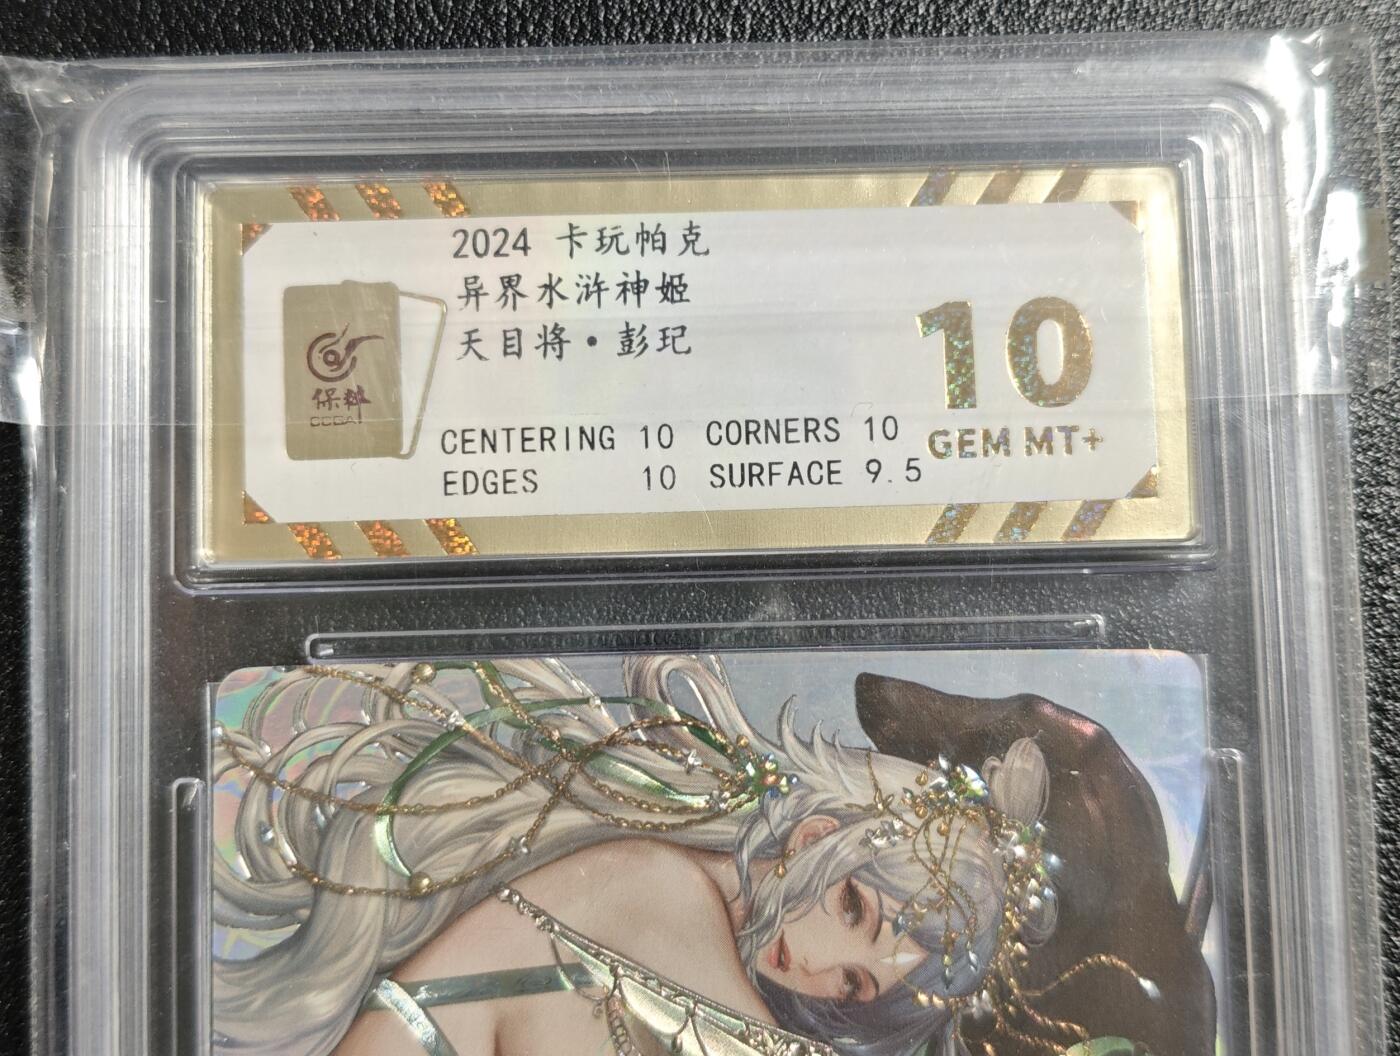 2024 卡玩帕克
异界水浒神姬
天目将·彭玘
保粹
CCGA
CENTERING 10 CORNERS 10
EDGES 10 SURFACE 9.5
10
GEM MT+